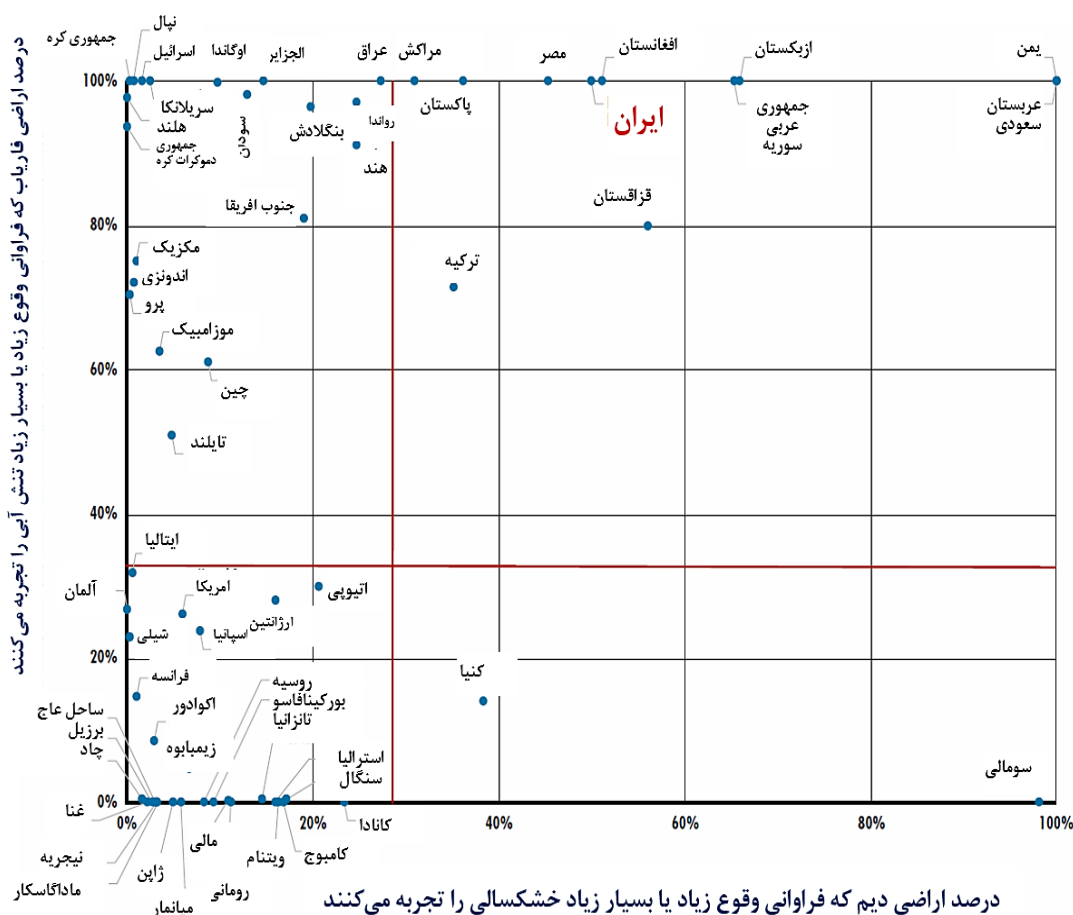 درصد اراضی فاریاب که فراوانی وقوع زیاد یا بسیار زیاد تنش آبی را تجربه می‌کنند
جمهوری کره
نپال
اسرائیل
اوگاندا
الجزایر
عراق
مراکش
مصر
افغانستان
ازبکستان
یمن
100%
سریلانکا
هلند
جمهوری
دموکرات کره
سودان
بنگلادش
رواندا
هند
پاکستان
ایران
جمهوری
عربی
سوریه
عربستان
سعودی
جنوب افریقا
قزاقستان
80%
مکزیک
اندونزی
پرو
ترکیه
موزامبیک
60%
چین
تایلند
40%
ایتالیا
آلمان
امریکا
اتیوپی
شیلی
اسپانیا
ارژانتین
20%
فرانسه
کنیا
روسیه
اکوادور
بورکینافاسو
تانزانیا
ساحل عاج
برزیل
چاد
زیمبابوه
استرالیا
سنگال
سومالی
0%
غنا
نیجریه
ماداگاسکار
ژاپن
میانمار
مالی
رومانی
ویتنام
کامبوج
کانادا
0%
20%
40%
60%
80%
100%
درصد اراضی دیم که فراوانی وقوع زیاد یا بسیار زیاد خشکسالی را تجربه می‌کنند